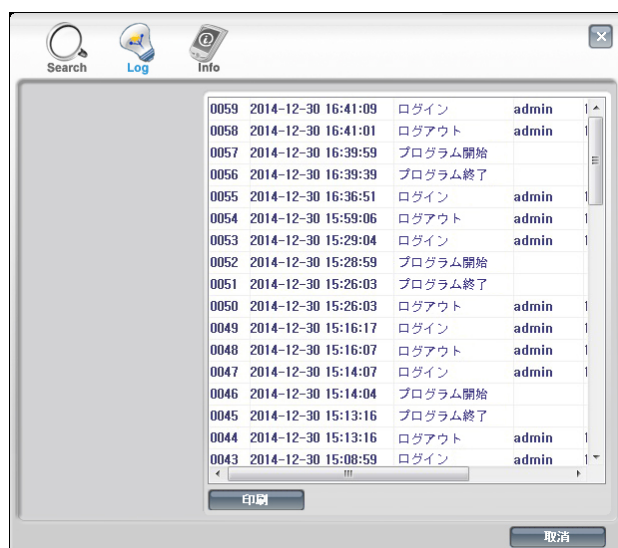 Search Log Info
0059 2014-12-30 16:41:09 ログイン admin 1
0058 2014-12-30 16:41:01 ログアウト admin 1
0057 2014-12-30 16:39:59 プログラム開始
0056 2014-12-30 16:39:39 プログラム終了
0055 2014-12-30 16:36:51 ログイン admin 1
0054 2014-12-30 15:59:06 ログアウト admin 1
0053 2014-12-30 15:29:04 ログイン admin 1
0052 2014-12-30 15:28:59 プログラム開始
0051 2014-12-30 15:26:03 プログラム終了
0050 2014-12-30 15:26:03 ログアウト admin 1
0049 2014-12-30 15:16:17 ログイン admin 1
0048 2014-12-30 15:16:07 ログアウト admin 1
0047 2014-12-30 15:14:07 ログイン admin 1
0046 2014-12-30 15:14:04 プログラム開始
0045 2014-12-30 15:13:16 プログラム終了
0044 2014-12-30 15:13:16 ログアウト admin 1
0043 2014-12-30 15:08:59 ログイン admin 1
印刷
取消